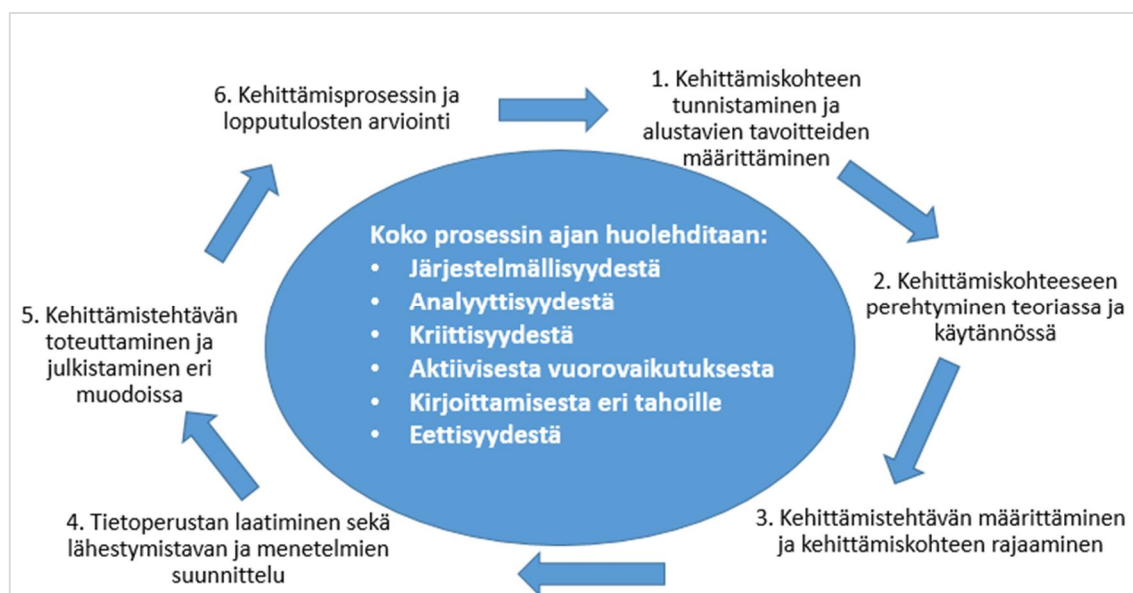 6. Kehittämisprosessin ja
lopputulosten arviointi
1. Kehittämiskohteen
tunnistaminen ja
alustavien tavoitteiden
määrittäminen
2. Kehittämiskohteeseen
perehtyminen teoriassa ja
käytännössä
Koko prosessin ajan huolehditaan:
• Järjestelmällisyydestä
• Analyyttisyydestä
• Kriittisyydestä
• Aktiivisesta vuorovaikutuksesta
• Kirjoittamisesta eri tahoille
• Eettisyydestä
5. Kehittämistehtävän
toteuttaminen ja
julkistaminen eri
muodoissa
3. Kehittämistehtävän määrittäminen
ja kehittämiskohteen rajaaminen
4. Tietoperustan laatiminen sekä
lähestymistavan ja menetelmien
suunnittelu